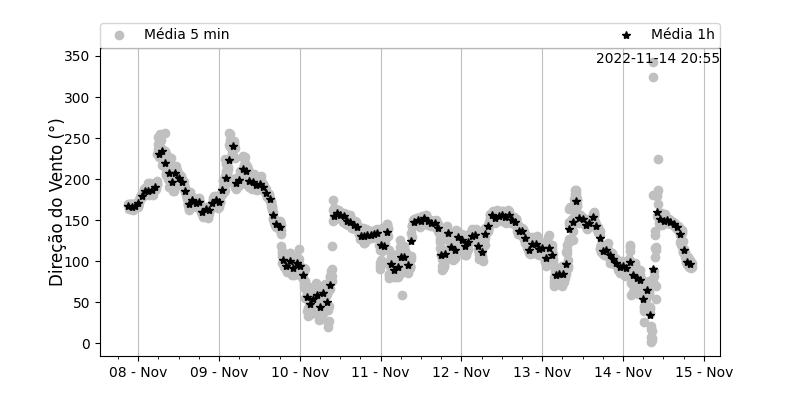 Média 5 min
Média 1h
2022-11-14 20:55
Direção do Vento (°)
350
300
250
200
150
100
50
0
08 - Nov
09 - Nov
10 - Nov
11 - Nov
12 - Nov
13 - Nov
14 - Nov
15 - Nov